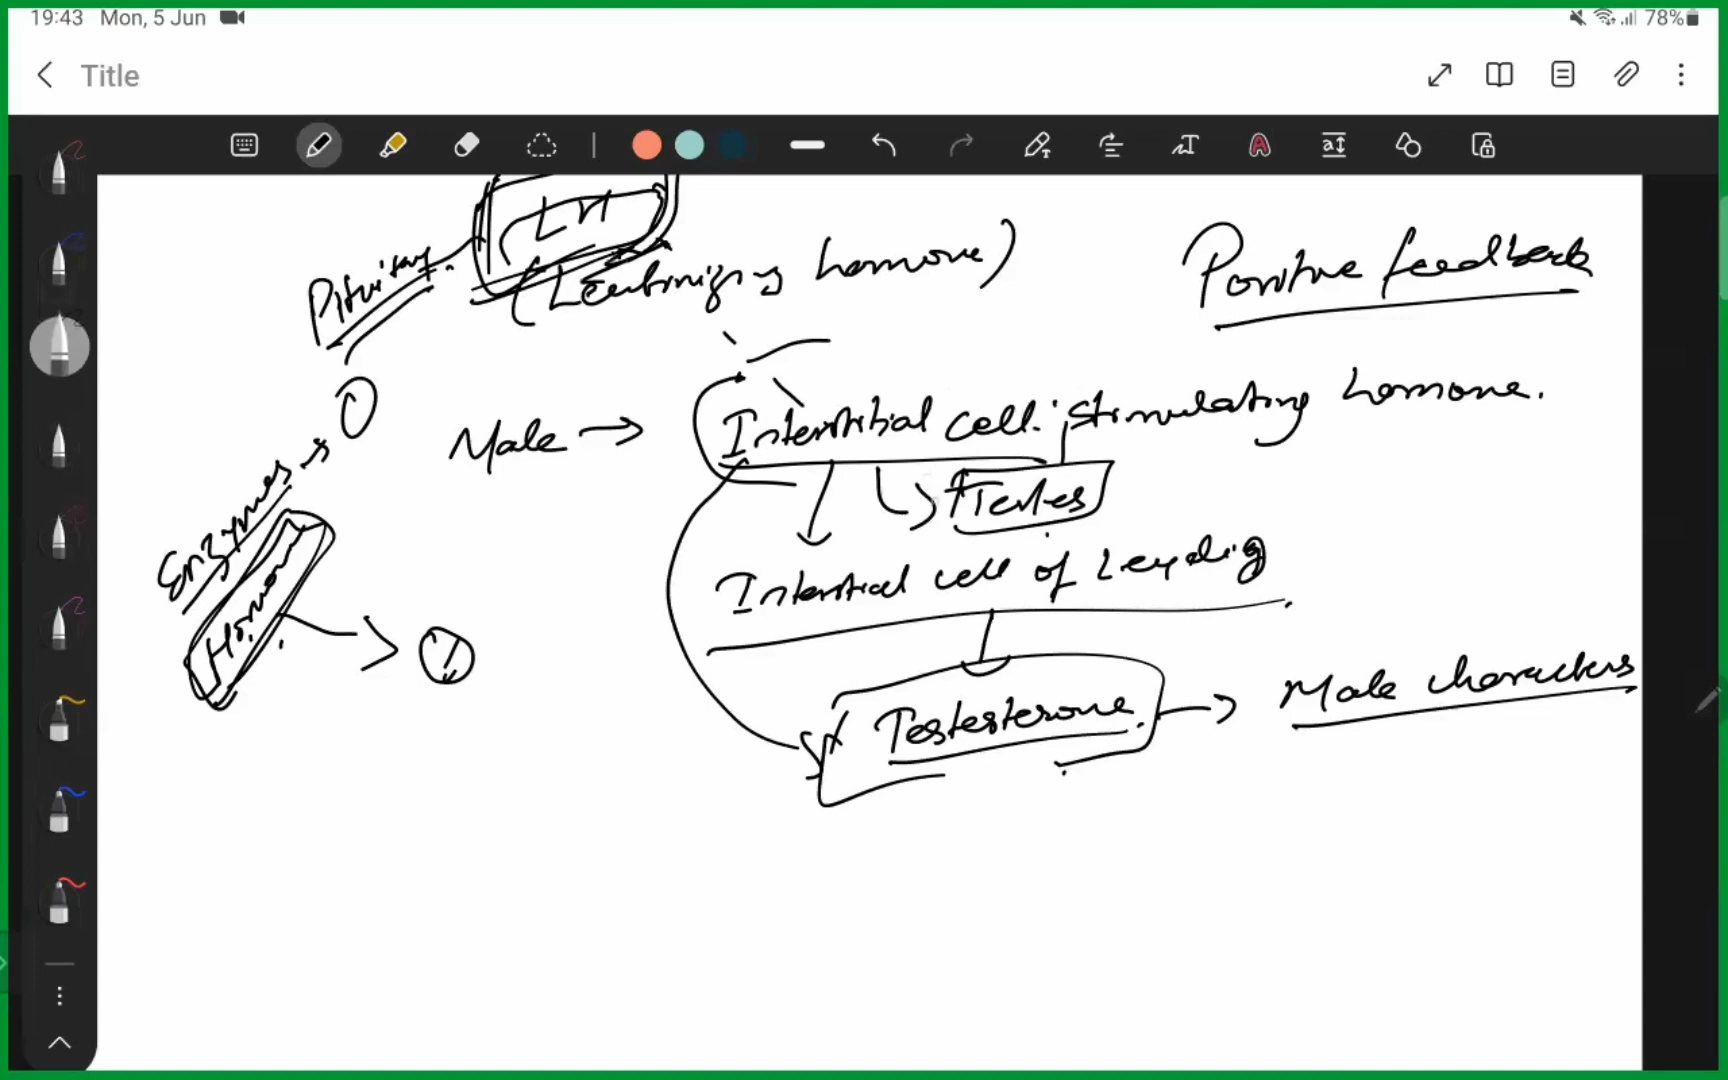 19:43 Mon, 5 Jun
78%
Title
LH
Pituitary.
(Leutinizing hormone)
Positive feedback
Male → Interstitial cell stimulating hormone.
Testes
Enzymes →
Interstitial cell of Leydig
Hormone
Testesterone. → Male characters